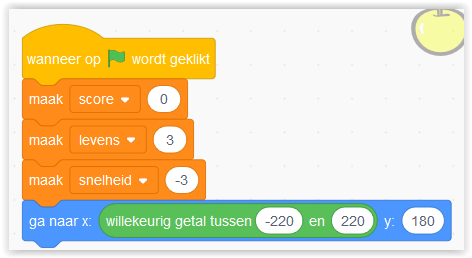 wanneer op wordt geklikt
maak score 0
maak levens 3
maak snelheid -3
ga naar x: willekeurig getal tussen -220 en 220 y: 180